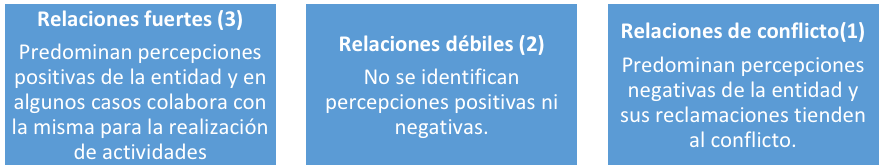 Relaciones fuertes (3)
Predominan percepciones
positivas de la entidad y en
algunos casos colabora con
la misma para la realización
de actividades
Relaciones débiles (2)
No se identifican
percepciones positivas ni
negativas.
Relaciones de conflicto(1)
Predominan percepciones
negativas de la entidad y
sus reclamaciones tienden
al conflicto.